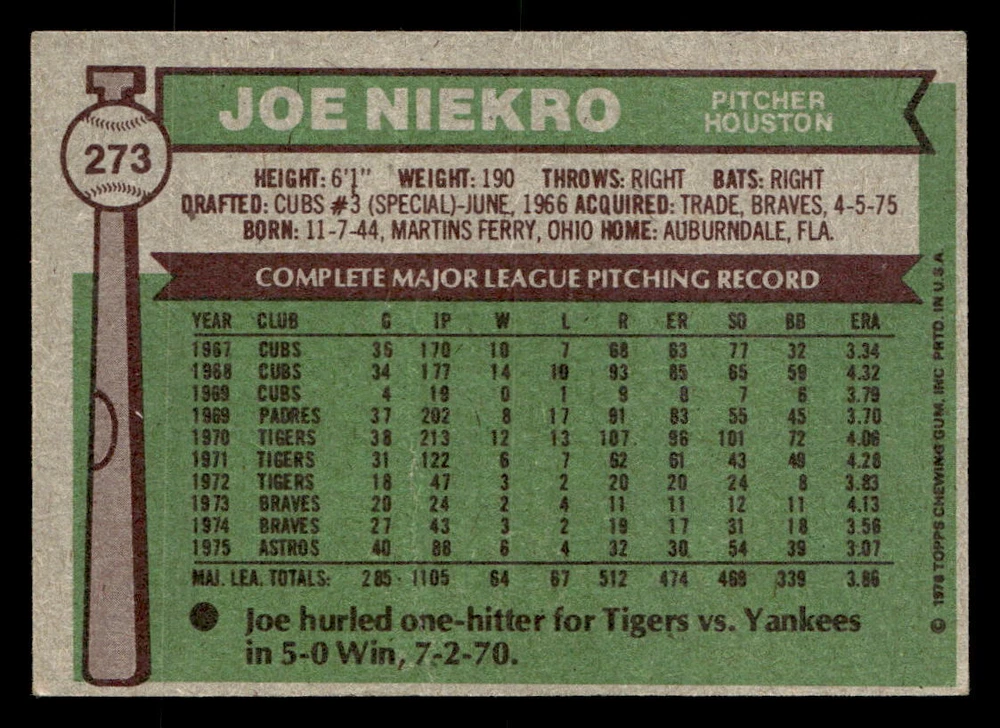 273
JOE NIEKRO
PITCHER
HOUSTON
HEIGHT: 6'1" WEIGHT: 190 THROWS: RIGHT BATS: RIGHT
DRAFTED: CUBS #3 (SPECIAL)-JUNE, 1966 ACQUIRED: TRADE, BRAVES, 4-5-75
BORN: 11-7-44, MARTINS FERRY, OHIO HOME: AUBURNDALE, FLA.
COMPLETE MAJOR LEAGUE PITCHING RECORD
YEAR CLUB G IP W L R ER SO BB ERA
1967 CUBS 36 170 10 7 68 63 77 32 3.34
1968 CUBS 34 177 14 10 93 85 65 59 4.32
1969 CUBS 4 19 0 1 9 8 7 6 3.79
1969 PADRES 37 202 8 17 91 83 55 45 3.70
1970 TIGERS 38 213 12 13 107 96 101 72 4.06
1971 TIGERS 31 122 6 7 62 61 43 49 4.28
1972 TIGERS 18 47 3 2 20 20 24 8 3.83
1973 BRAVES 20 24 2 4 11 11 12 11 4.13
1974 BRAVES 27 43 3 2 19 17 31 18 3.56
1975 ASTROS 40 88 6 4 32 30 54 39 3.07
MAJ. LEA. TOTALS: 285 1105 64 67 512 474 469 339 3.86
Joe hurled one-hitter for Tigers vs. Yankees
in 5-0 Win, 7-2-70.
© 1976 TOPPS CHEWING GUM, INC PRTD. IN U.S.A.